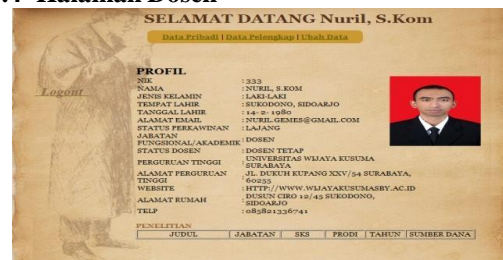 SELAMAT DATANG Nuril, S.Kom
Data Pribadi | Data Pelengkap | Ubah Data
Logout
PROFIL
NIK : 333
NAMA : NURIL, S.KOM
JENIS KELAMIN : LAKI-LAKI
TEMPAT LAHIR : SUKODONO, SIDOARJO
TANGGAL LAHIR : 14- 2- 1980
ALAMAT EMAIL : NURIL.GEMES@GMAIL.COM
STATUS PERKAWINAN : LAJANG
JABATAN FUNGSIONAL/AKADEMIK : DOSEN
STATUS DOSEN : DOSEN TETAP
PERGURUAN TINGGI : UNIVERSITAS WIJAYA KUSUMA SURABAYA
ALAMAT PERGURUAN TINGGI : JL. DUKUH KUPANG XXV/54 SURABAYA, 60225
WEBSITE : HTTP://WWW.WIJAYAKUSUMASBY.AC.ID
ALAMAT RUMAH : DUSUN CIRO 12/45 SUKODONO, SIDOARJO
TELP : 085821336741
PENELITIAN
JUDUL | JABATAN | SKS | PRODI | TAHUN | SUMBER DANA